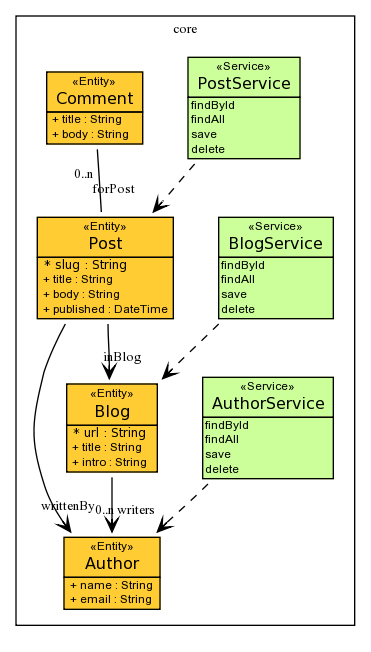 core
«Entity»
Comment
+ title : String
+ body : String
«Service»
PostService
findById
findAll
save
delete
0..n
forPost
«Entity»
Post
* slug : String
+ title : String
+ body : String
+ published : DateTime
«Service»
BlogService
findById
findAll
save
delete
inBlog
«Entity»
Blog
* url : String
+ title : String
+ intro : String
«Service»
AuthorService
findById
findAll
save
delete
writtenBy
0..n writers
«Entity»
Author
+ name : String
+ email : String